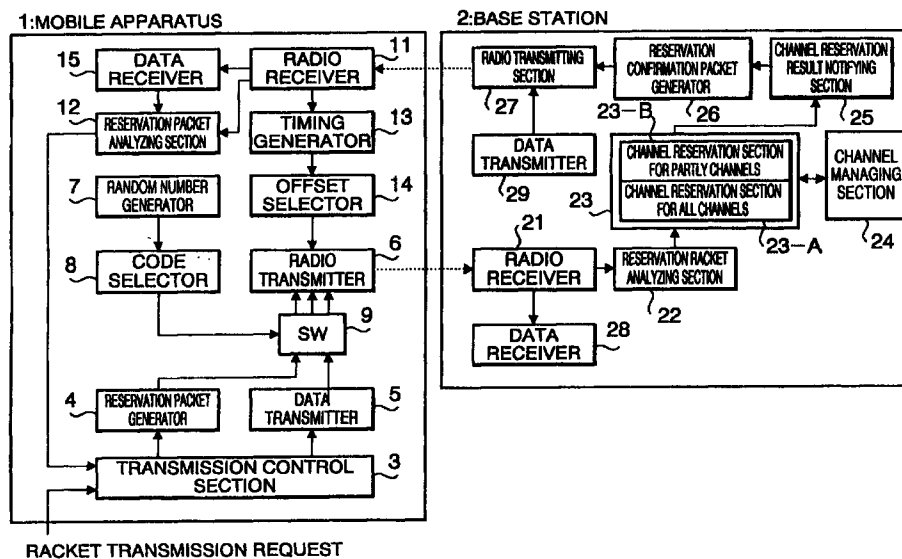 1:MOBILE APPARATUS
15
DATA
RECEIVER
RADIO
RECEIVER
11
12
RESERVATION PACKET
ANALYZING SECTION
TIMING
GENERATOR
13
7
RANDOM NUMBER
GENERATOR
OFFSET
SELECTOR
14
8
CODE
SELECTOR
RADIO
TRANSMITTER
6
SW
9
4
RESERVATION PACKET
GENERATOR
DATA
TRANSMITTER
5
TRANSMISSION CONTROL
SECTION
3
RACKET TRANSMISSION REQUEST
2:BASE STATION
RADIO TRANSMITTING
SECTION
27
RESERVATION
CONFIRMATION PACKET
GENERATOR
26
CHANNEL RESERVATION
RESULT NOTIFYING
SECTION
25
23-B
DATA
TRANSMITTER
29
23
CHANNEL RESERVATION SECTION
FOR PARTLY CHANNELS
CHANNEL RESERVATION SECTION
FOR ALL CHANNELS
23-A
CHANNEL
MANAGING
SECTION
24
21
RADIO
RECEIVER
RESERVATION RACKET
ANALYZING SECTION
22
DATA
RECEIVER
28